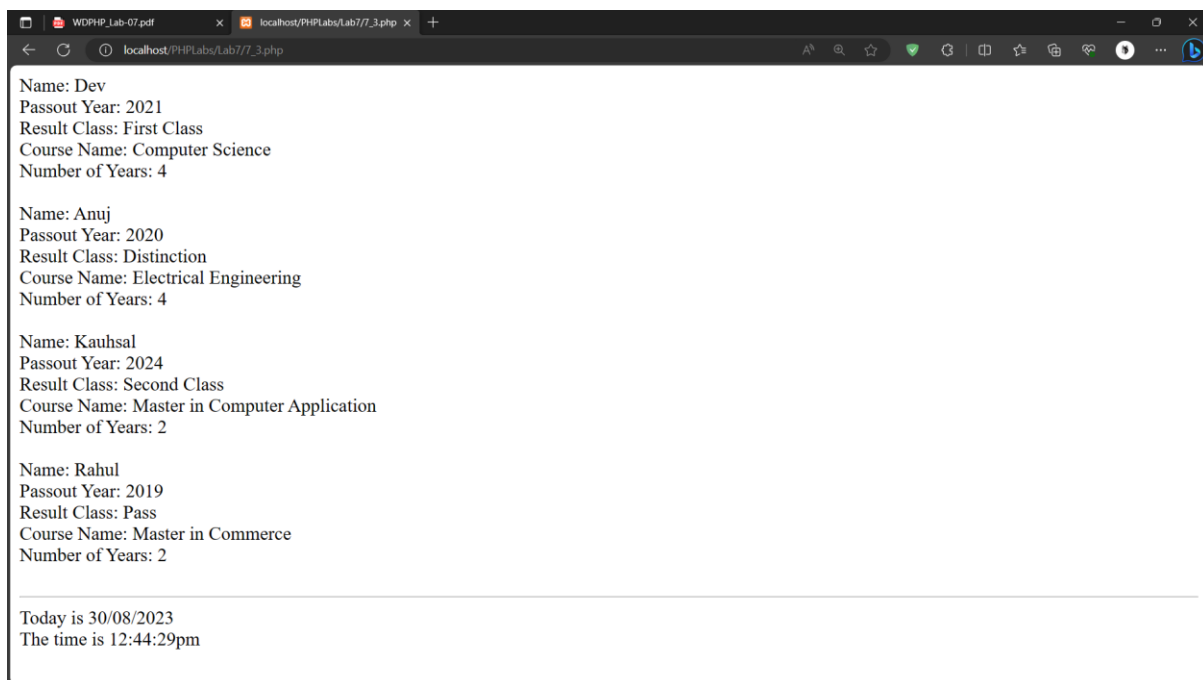 WDPHP_Lab-07.pdf
localhost/PHPLabs/Lab7/7_3.php
localhost/PHPLabs/Lab7/7_3.php
Name: Dev
Passout Year: 2021
Result Class: First Class
Course Name: Computer Science
Number of Years: 4
Name: Anuj
Passout Year: 2020
Result Class: Distinction
Course Name: Electrical Engineering
Number of Years: 4
Name: Kauhsal
Passout Year: 2024
Result Class: Second Class
Course Name: Master in Computer Application
Number of Years: 2
Name: Rahul
Passout Year: 2019
Result Class: Pass
Course Name: Master in Commerce
Number of Years: 2
Today is 30/08/2023
The time is 12:44:29pm